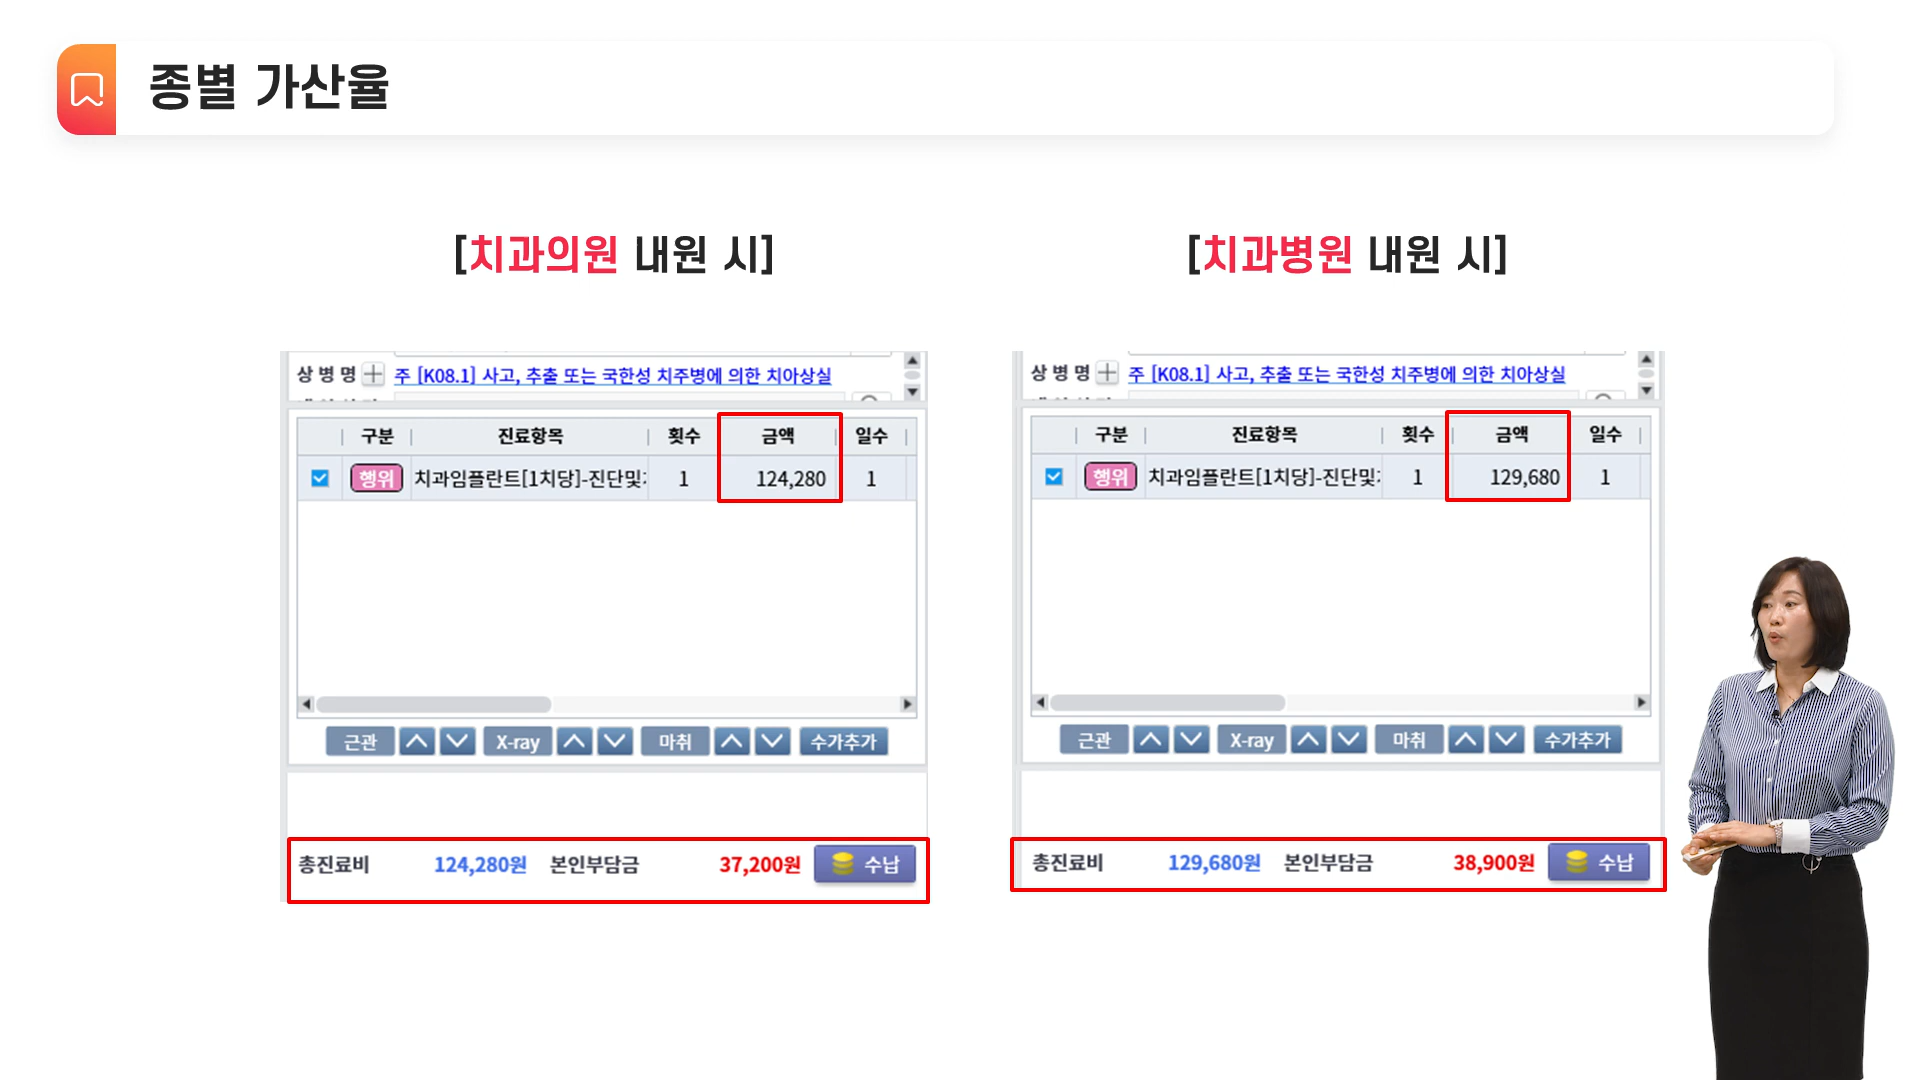 종별 가산율
[치과의원 내원 시]
상 병 명
주 [K08.1] 사고, 추출 또는 국한성 치주병에 의한 치아상실
구분 진료항목 횟수 금액 일수
행위 치과임플란트[1치당]-진단및 1 124,280 1
근관 X-ray 마취 수가추가
총진료비 124,280원 본인부담금 37,200원 수납
[치과병원 내원 시]
상 병 명
주 [K08.1] 사고, 추출 또는 국한성 치주병에 의한 치아상실
구분 진료항목 횟수 금액 일수
행위 치과임플란트[1치당]-진단및 1 129,680 1
근관 X-ray 마취 수가추가
총진료비 129,680원 본인부담금 38,900원 수납